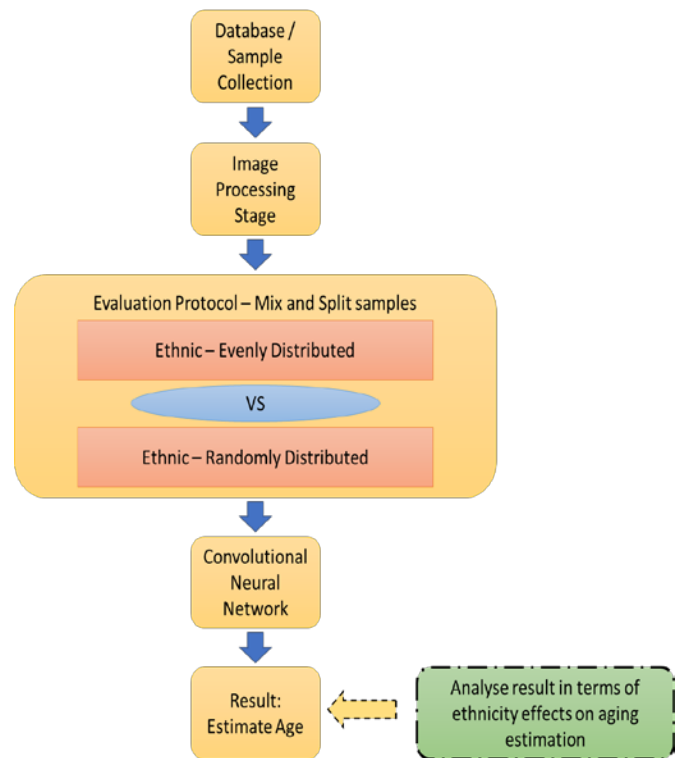 Database /
Sample
Collection
Image
Processing
Stage
Evaluation Protocol – Mix and Split samples
Ethnic – Evenly Distributed
VS
Ethnic – Randomly Distributed
Convolutional
Neural
Network
Result:
Estimate Age
Analyse result in terms of
ethnicity effects on aging
estimation